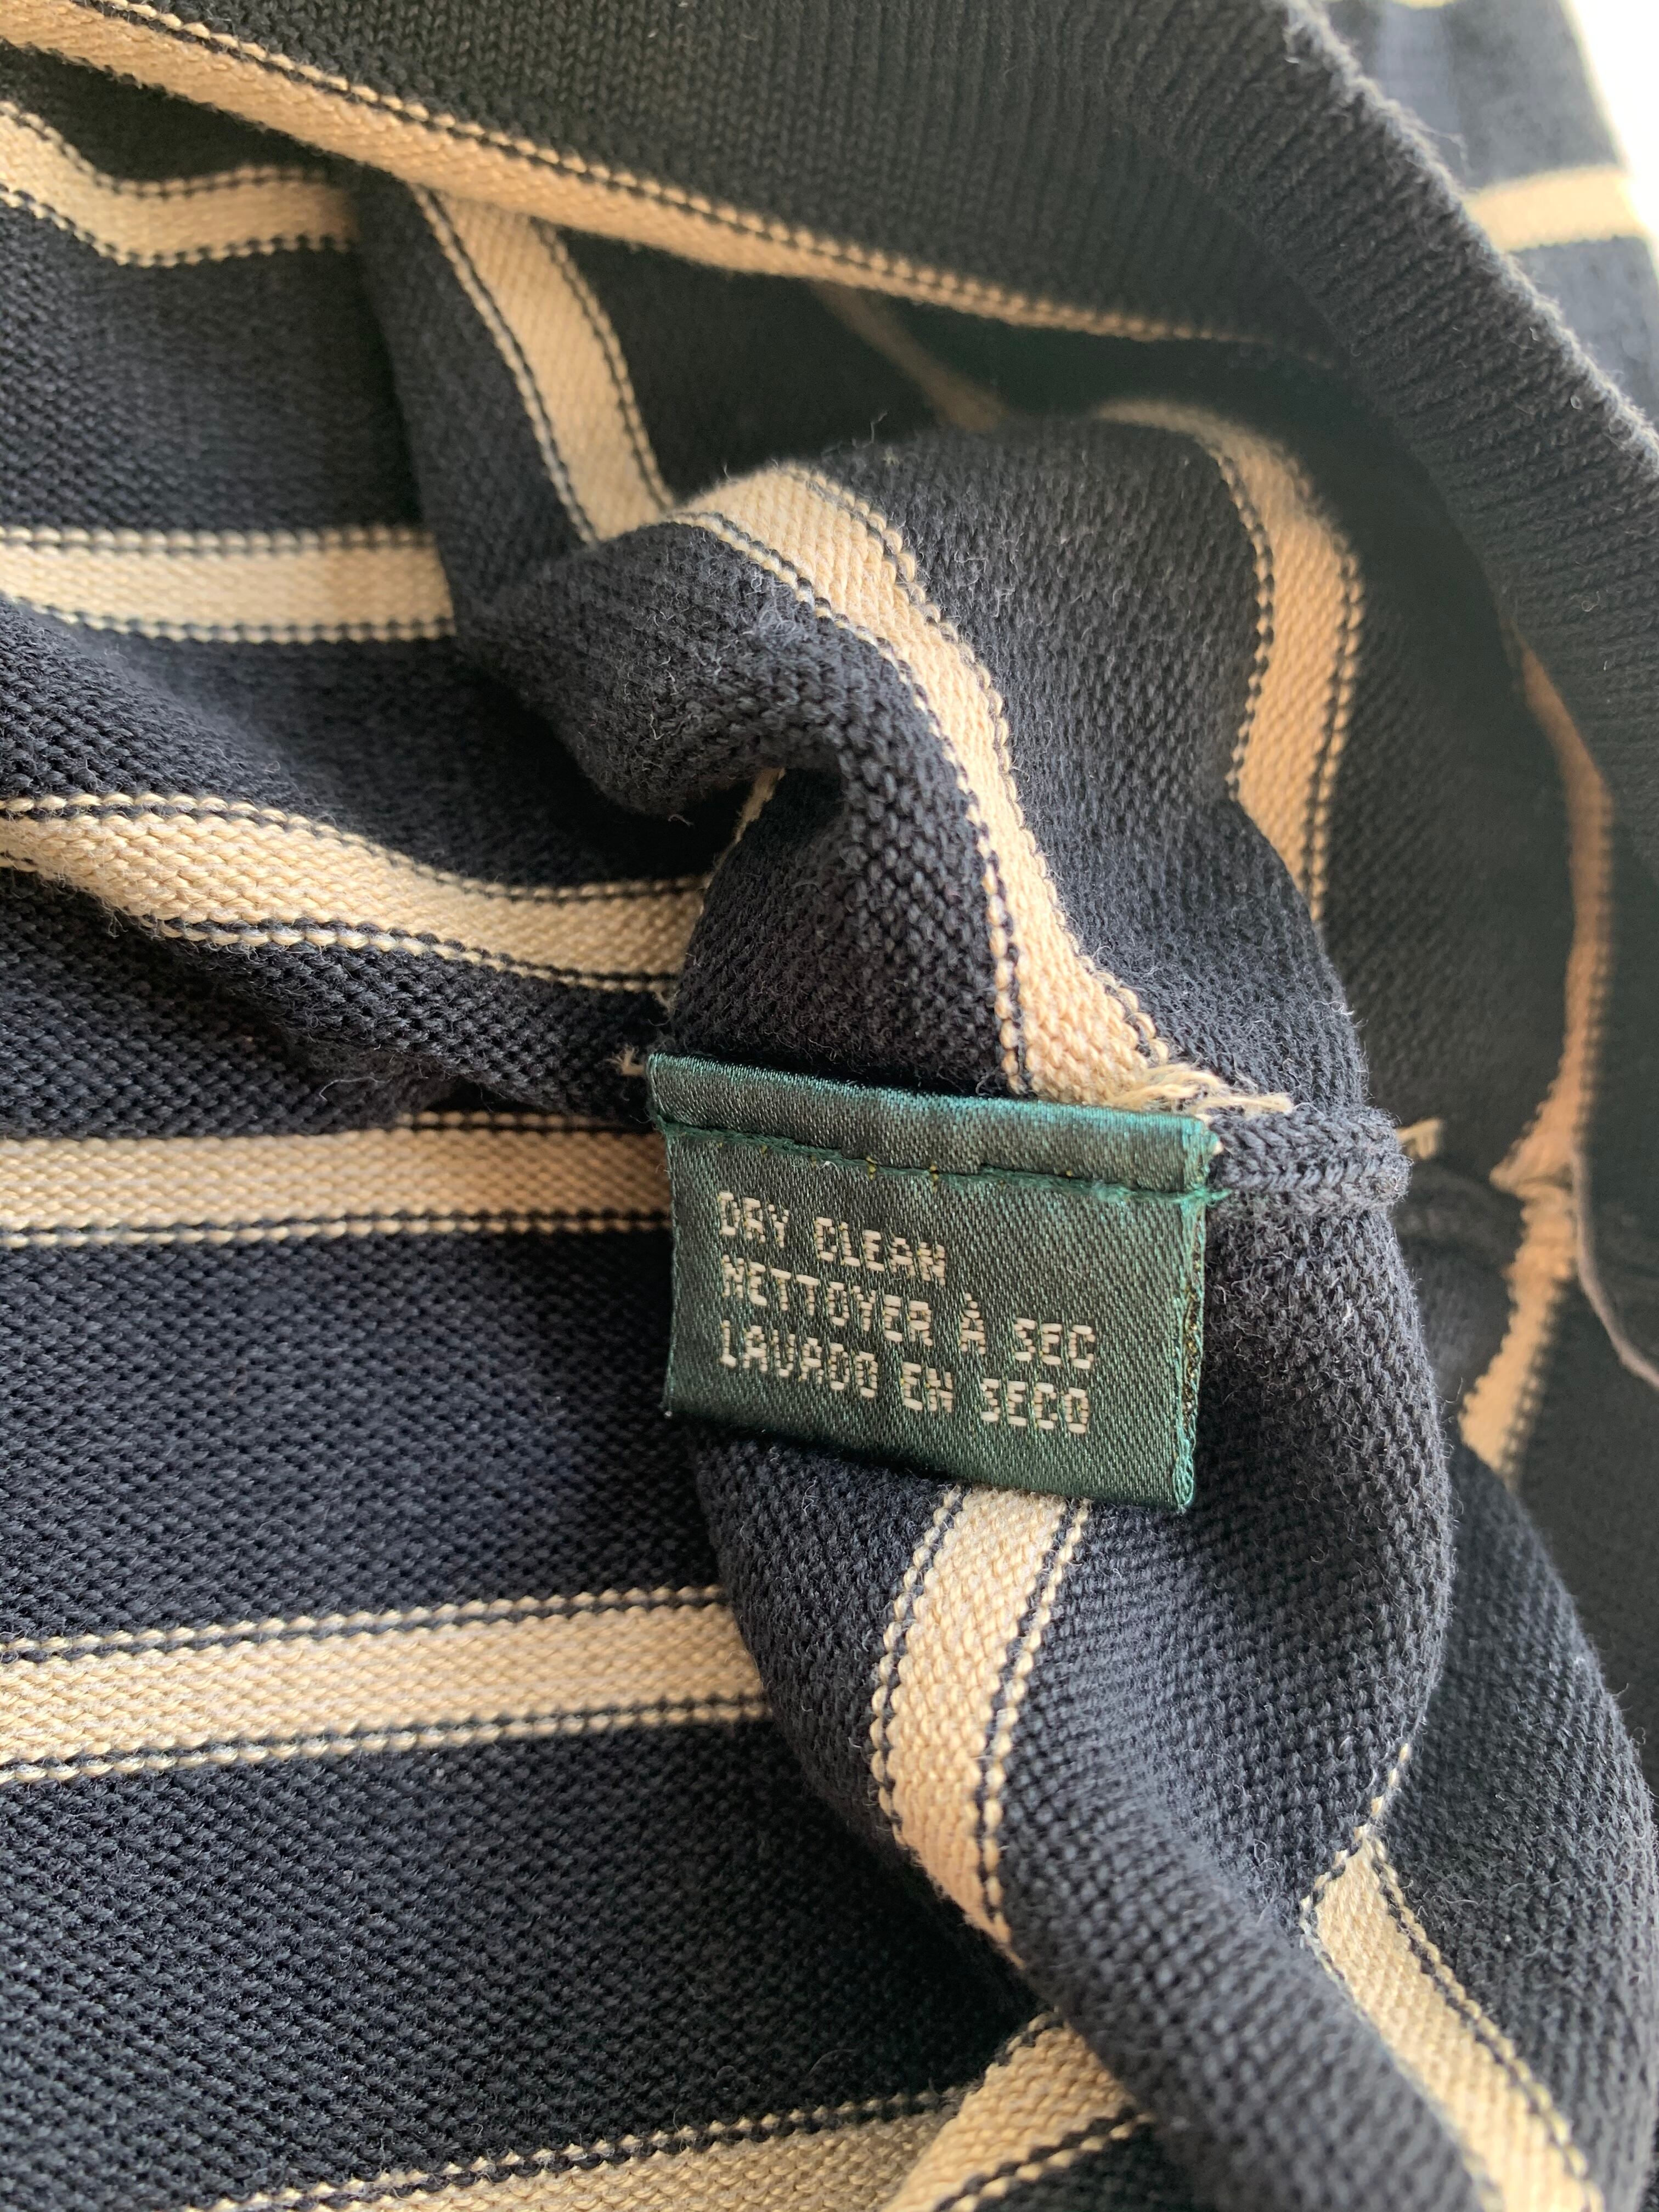 DRY CLEAN
NETTOYER À SEC
LAVADO EN SECO